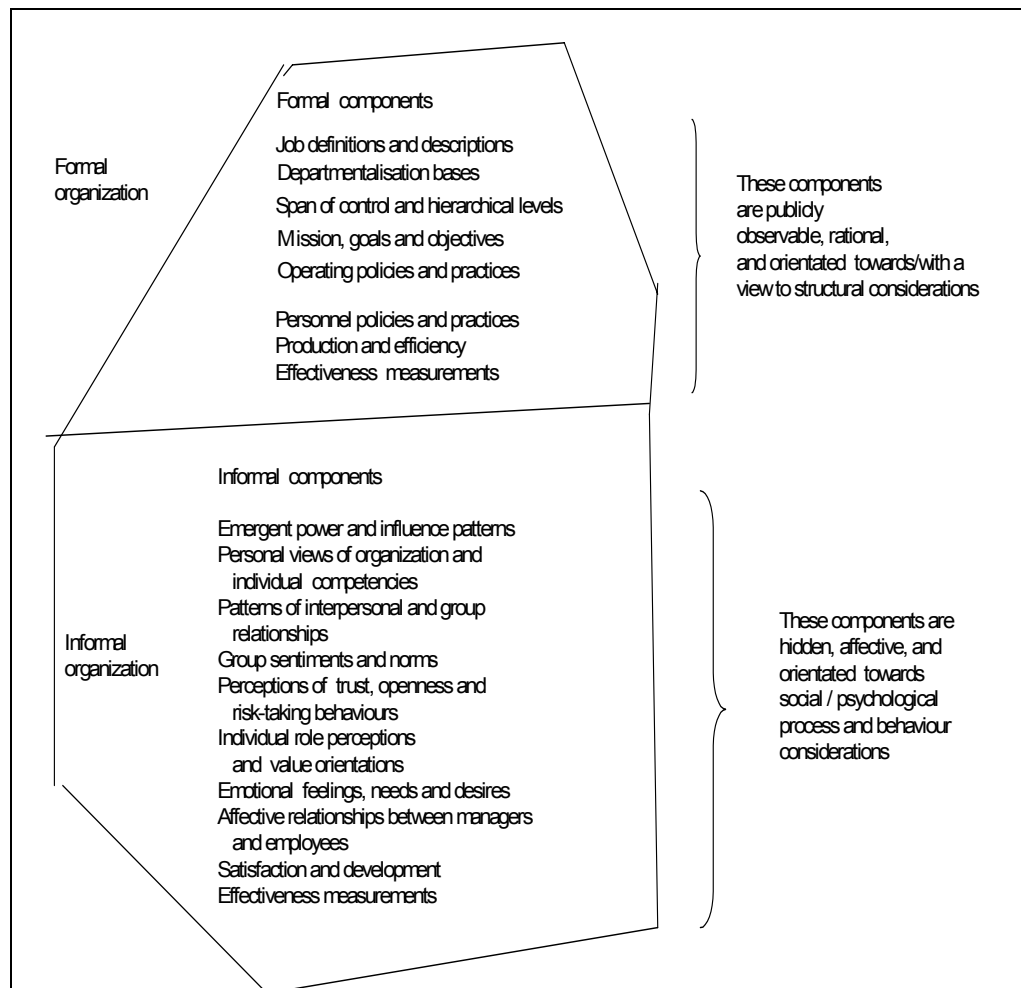 Formal components
Job definitions and descriptions
Departmentalisation bases
Span of control and hierarchical levels
Mission, goals and objectives
Operating policies and practices
Personnel policies and practices
Production and efficiency
Effectiveness measurements
Formal
organization
These components
are publicly
observable, rational,
and orientated towards/with a
view to structural considerations
Informal components
Emergent power and influence patterns
Personal views of organization and
individual competencies
Patterns of interpersonal and group
relationships
Group sentiments and norms
Perceptions of trust, openness and
risk-taking behaviours
Individual role perceptions
and value orientations
Emotional feelings, needs and desires
Affective relationships between managers
and employees
Satisfaction and development
Effectiveness measurements
Informal
organization
These components are
hidden, affective, and
orientated towards
social / psychological
process and behaviour
considerations